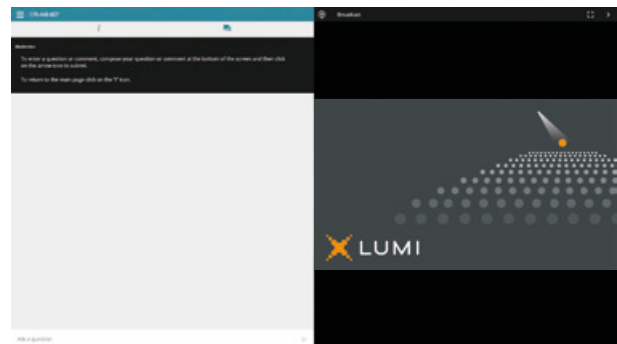 Broadcast
Moderator:
To enter a question or comment, compose your question or comment at the bottom of the screen and then click
on the arrow icon to submit.
To return to the main page click on the "i" icon.
LUMI
Ask a question